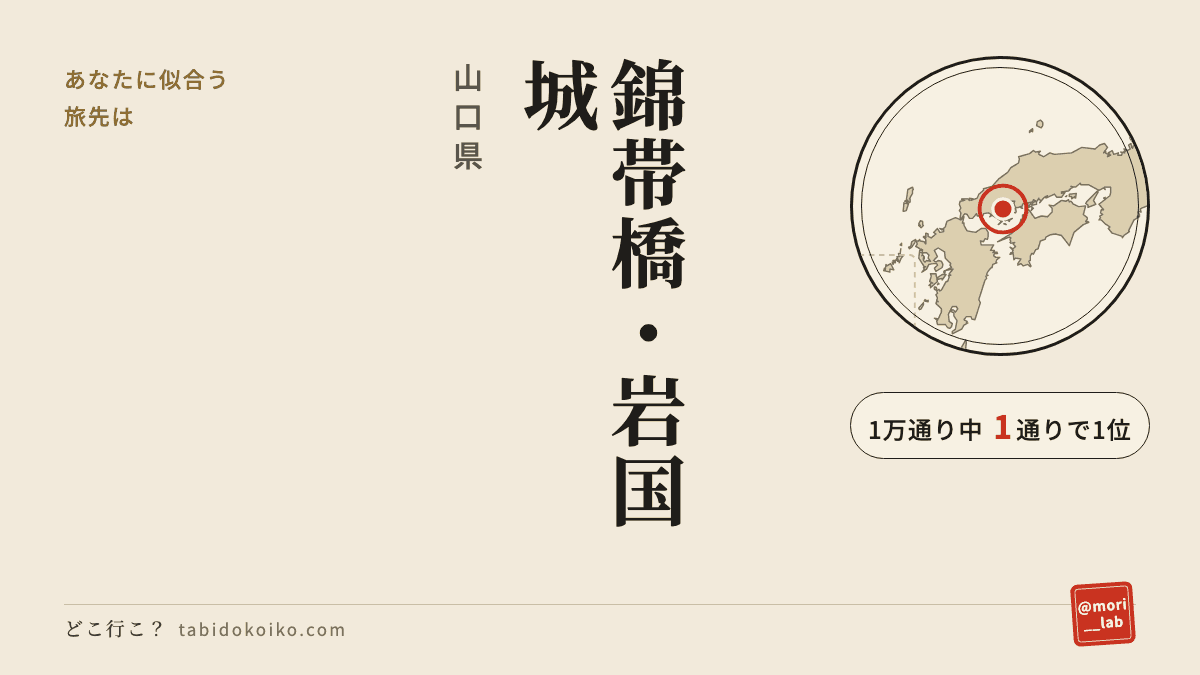 あなたに似合う
旅先は
錦帯橋・岩国
城
山口県
1万通り中 1通りで1位
どこ行こ? tabidokoiko.com
@mori
__lab